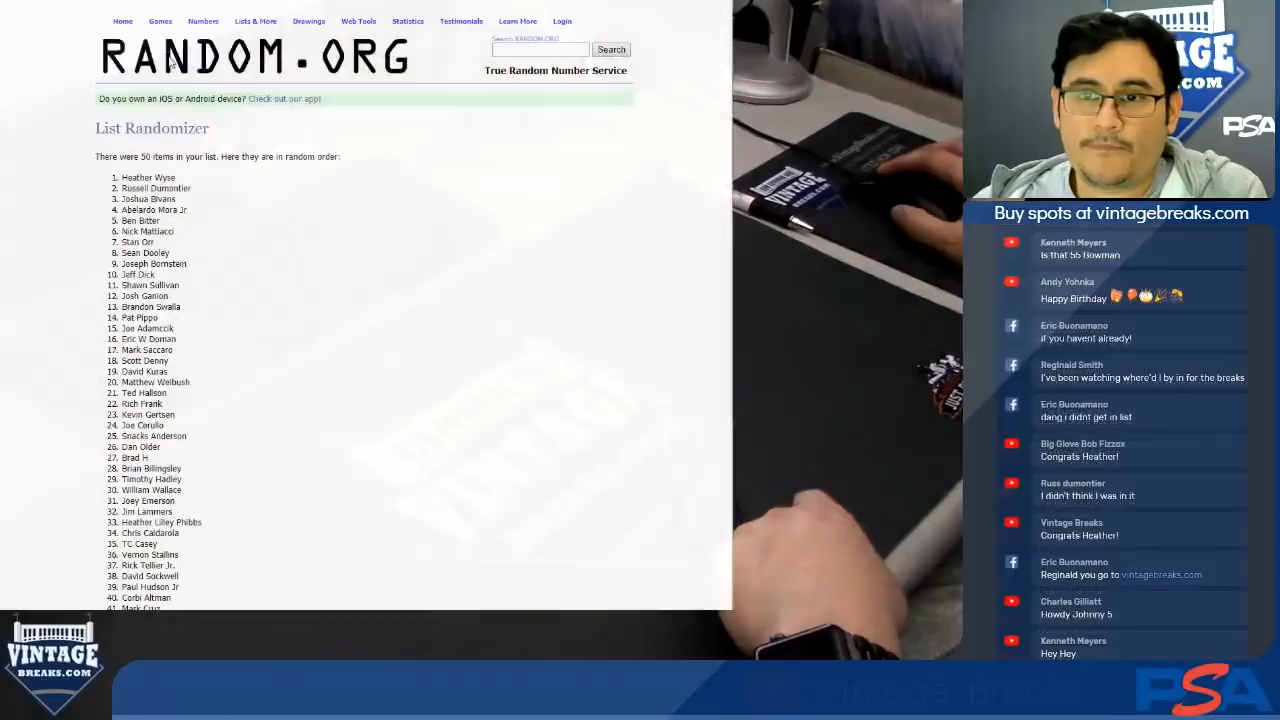 Home Games Numbers Lists & More Drawings Web Tools Statistics Testimonials Learn More Login
RANDOM.ORG
Search RANDOM.ORG
Search
True Random Number Service
Do you own an iOS or Android device? Check out our app!
List Randomizer
There were 50 items in your list. Here they are in random order:
1. Heather Wyse
2. Russell Dumontier
3. Joshua Bivans
4. Abelardo Mora Jr
5. Ben Bitter
6. Nick Mattiacci
7. Stan Orr
8. Sean Dooley
9. Joseph Bornstein
10. Jeff Dick
11. Shawn Sullivan
12. Josh Ganion
13. Brandon Swalla
14. Pat Pippo
15. Joe Adamccik
16. Eric W Doman
17. Mark Saccaro
18. Scott Denny
19. David Kuras
20. Matthew Weibush
21. Ted Hallson
22. Rich Frank
23. Kevin Gertsen
24. Joe Cerullo
25. Snacks Anderson
26. Dan Older
27. Brad H
28. Brian Billingsley
29. Timothy Hadley
30. William Wallace
31. Joey Emerson
32. Jim Lammers
33. Heather Lilley Phibbs
34. Chris Caldarola
35. TC Casey
36. Vernon Stallins
37. Rick Tellier Jr.
38. David Sockwell
39. Paul Hudson Jr
40. Corbi Altman
41. Mark Cruz
VINTAGE
BREAKS.COM
VINTAGE
BREAKS.COM
PSA
Buy spots at vintagebreaks.com
Kenneth Meyers
Is that 55 Bowman
Andy Yohnka
Happy Birthday
Eric Buonamano
if you havent already!
Reginald Smith
I've been watching where'd I by in for the breaks
Eric Buonamano
dang i didnt get in list
Big Glove Bob Fizzox
Congrats Heather!
Russ dumontier
I didn't think I was in it
Vintage Breaks
Congrats Heather!
Eric Buonamano
Reginald you go to vintagebreaks.com
Charles Gilliatt
Howdy Johnny 5
Kenneth Meyers
Hey Hey
PSA